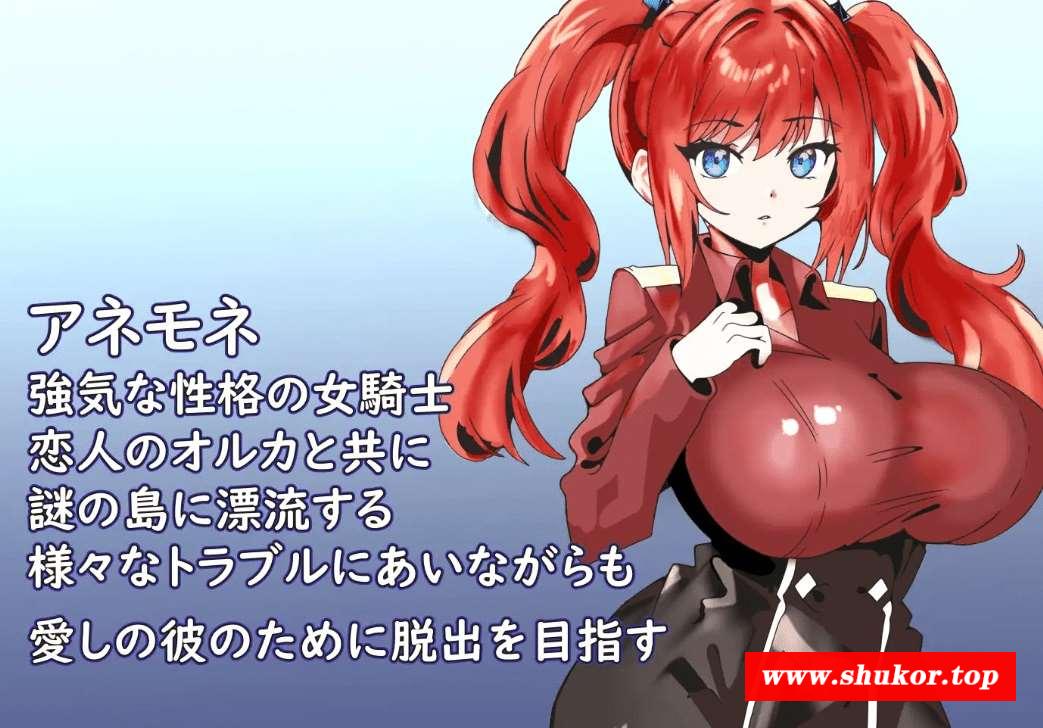 アネモネ
強気な性格の女騎士
恋人のオルカと共に
謎の島に漂流する
様々なトラブルにあいながらも
愛しの彼のために脱出を目指す
www.shukor.top